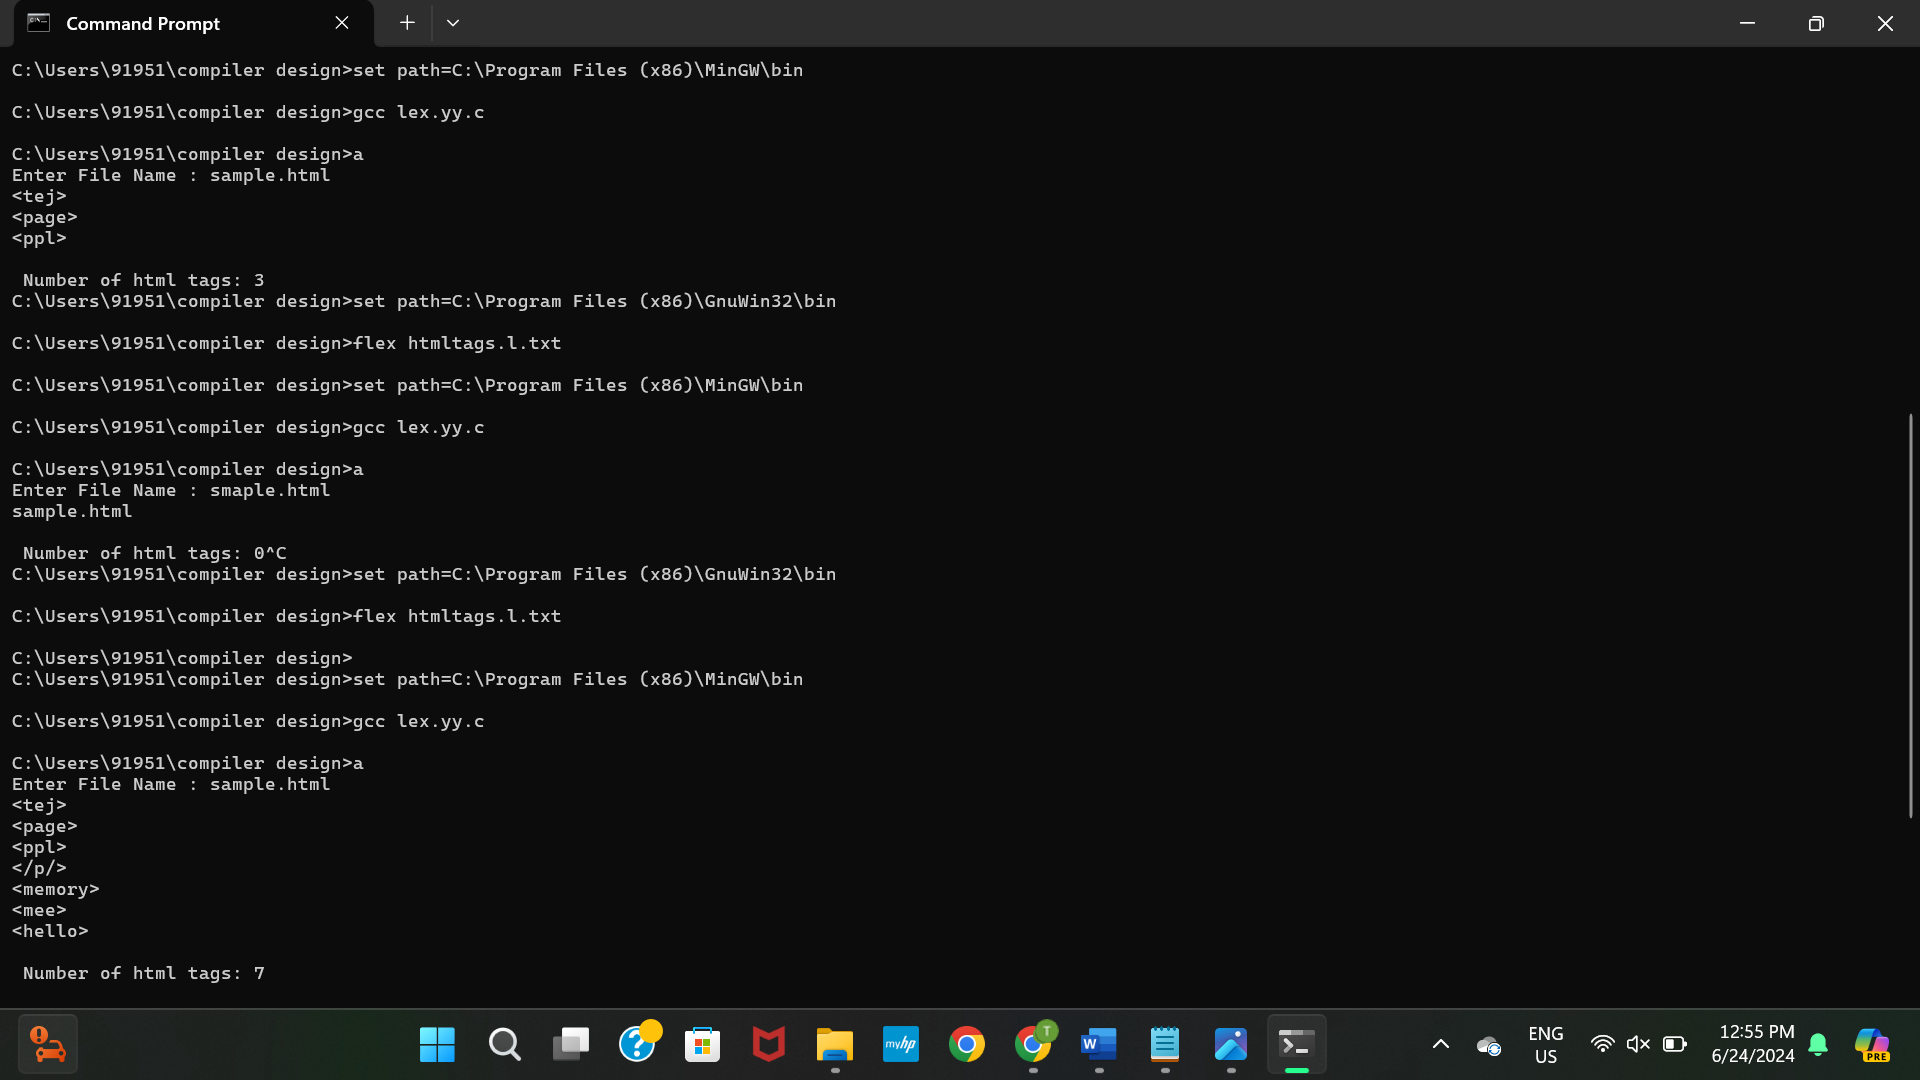 Command Prompt
C:\Users\91951\compiler design>set path=C:\Program Files (x86)\MinGW\bin
C:\Users\91951\compiler design>gcc lex.yy.c
C:\Users\91951\compiler design>a
Enter File Name : sample.html
<tej>
<page>
<ppl>
Number of html tags: 3
C:\Users\91951\compiler design>set path=C:\Program Files (x86)\GnuWin32\bin
C:\Users\91951\compiler design>flex htmltags.l.txt
C:\Users\91951\compiler design>set path=C:\Program Files (x86)\MinGW\bin
C:\Users\91951\compiler design>gcc lex.yy.c
C:\Users\91951\compiler design>a
Enter File Name : smaple.html
sample.html
Number of html tags: 0^C
C:\Users\91951\compiler design>set path=C:\Program Files (x86)\GnuWin32\bin
C:\Users\91951\compiler design>flex htmltags.l.txt
C:\Users\91951\compiler design>
C:\Users\91951\compiler design>set path=C:\Program Files (x86)\MinGW\bin
C:\Users\91951\compiler design>gcc lex.yy.c
C:\Users\91951\compiler design>a
Enter File Name : sample.html
<tej>
<page>
<ppl>
</p/>
<memory>
<mee>
<hello>
Number of html tags: 7
myhp
T
W
ENG
US
12:55 PM
6/24/2024
PRE